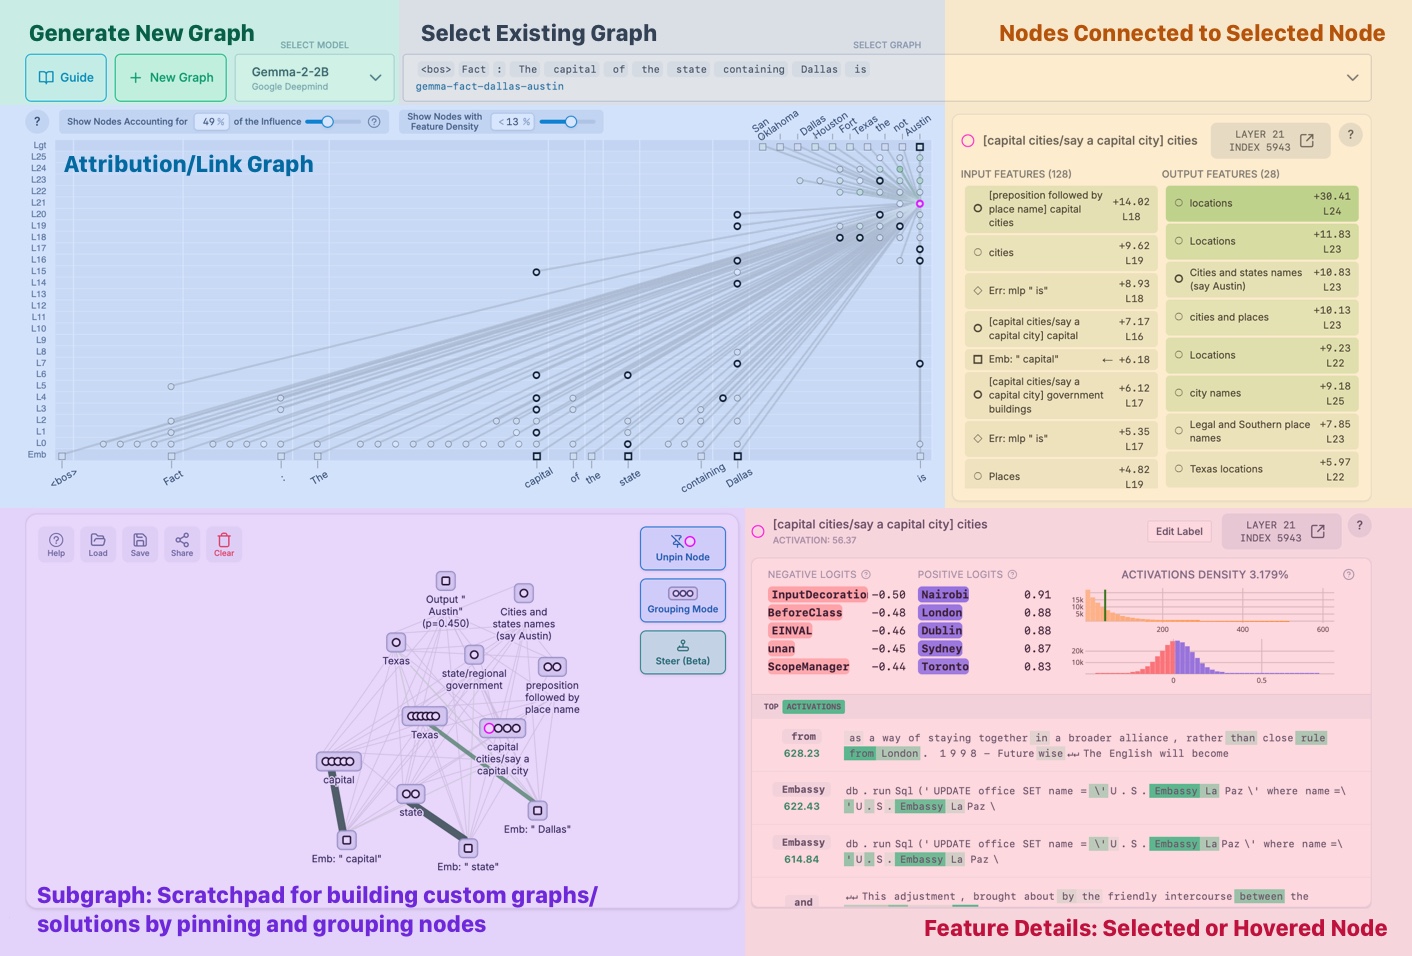 Generate New Graph
Select Existing Graph
Nodes Connected to Selected Node
SELECT MODEL
SELECT GRAPH
Guide
New Graph
Gemma-2-2B
Google Deepmind
<bos> Fact : The capital of the state containing Dallas is
gemma-fact-dallas-austin
?
Show Nodes Accounting for 49 % of the Influence
Show Nodes with
Feature Density
< 13 %
San
Oklahoma
Dallas
Houston
Fort
Texas
the
not
Austin
Attribution/Link Graph
Lgt
L25
L24
L23
L22
L21
L20
L19
L18
L17
L16
L15
L14
L13
L12
L11
L10
L9
L8
L7
L6
L5
L4
L3
L2
L1
L0
Emb
<bos>
Fact
:
The
capital
of
the
state
containing
Dallas
is
[capital cities/say a capital city] cities
LAYER 21
INDEX 5943
?
INPUT FEATURES (128)
[preposition followed by
place name] capital
cities
+14.02
L18
cities
+9.62
L19
Err: mlp " is"
+8.93
L18
[capital cities/say a
capital city] capital
+7.17
L16
Emb: " capital"
← +6.18
[capital cities/say a
capital city] government
buildings
+6.12
L17
Err: mlp " is"
+5.35
L17
Places
+4.82
L19
OUTPUT FEATURES (28)
locations
+30.41
L24
Locations
+11.83
L23
Cities and states names
(say Austin)
+10.83
L23
cities and places
+10.13
L23
Locations
+9.23
L22
city names
+9.18
L25
Legal and Southern place
names
+7.85
L23
Texas locations
+5.97
L22
Help
Load
Save
Share
Clear
Unpin Node
Grouping Mode
Steer (Beta)
Output "
Austin"
(p=0.450)
Cities and
states names
(say Austin)
Texas
state/regional
government
preposition
followed by
place name
Texas
capital
cities/say a
capital city
capital
state
Emb: " Dallas"
Emb: " capital"
Emb: " state"
Subgraph: Scratchpad for building custom graphs/
solutions by pinning and grouping nodes
[capital cities/say a capital city] cities
ACTIVATION: 56.37
Edit Label
LAYER 21
INDEX 5943
?
NEGATIVE LOGITS
InputDecoratio -0.50
BeforeClass -0.48
EINVAL -0.46
unan -0.45
ScopeManager -0.44
POSITIVE LOGITS
Nairobi 0.91
London 0.88
Dublin 0.88
Sydney 0.87
Toronto 0.83
ACTIVATIONS DENSITY 3.179%
15k
10k
5k
200 400 600
20k
10k
0 0.5
TOP ACTIVATIONS
from
628.23
as a way of staying together in a broader alliance, rather than close rule
from London. 1998 – Future wise ↵↵ The English will become
Embassy
622.43
db.runSql('UPDATE office SET name = \'U.S. Embassy La Paz\' where name=\
'U.S. Embassy La Paz\
Embassy
614.84
db.runSql('UPDATE office SET name = \'U.S. Embassy La Paz\' where name=\
'U.S. Embassy La Paz\
and
↵↵ This adjustment, brought about by the friendly intercourse between the
Feature Details: Selected or Hovered Node